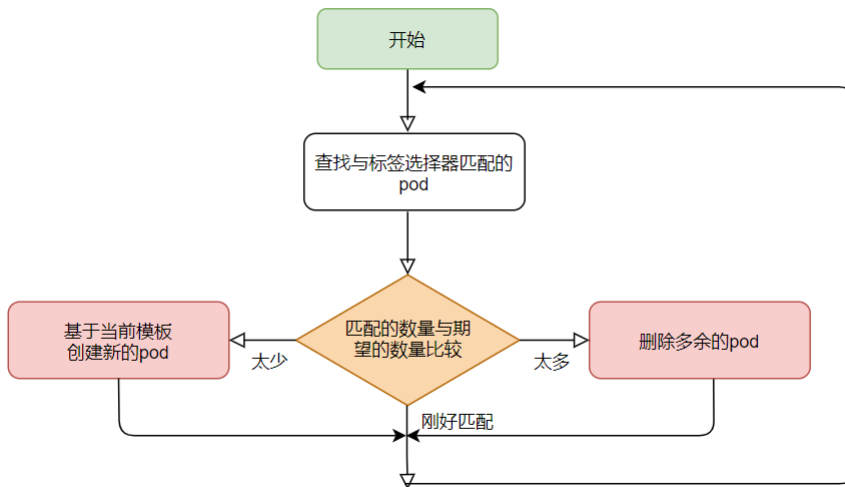 开始
查找与标签选择器匹配的
pod
匹配的数量与期
望的数量比较
基于当前模板
创建新的pod
太少
太多
删除多余的pod
刚好匹配